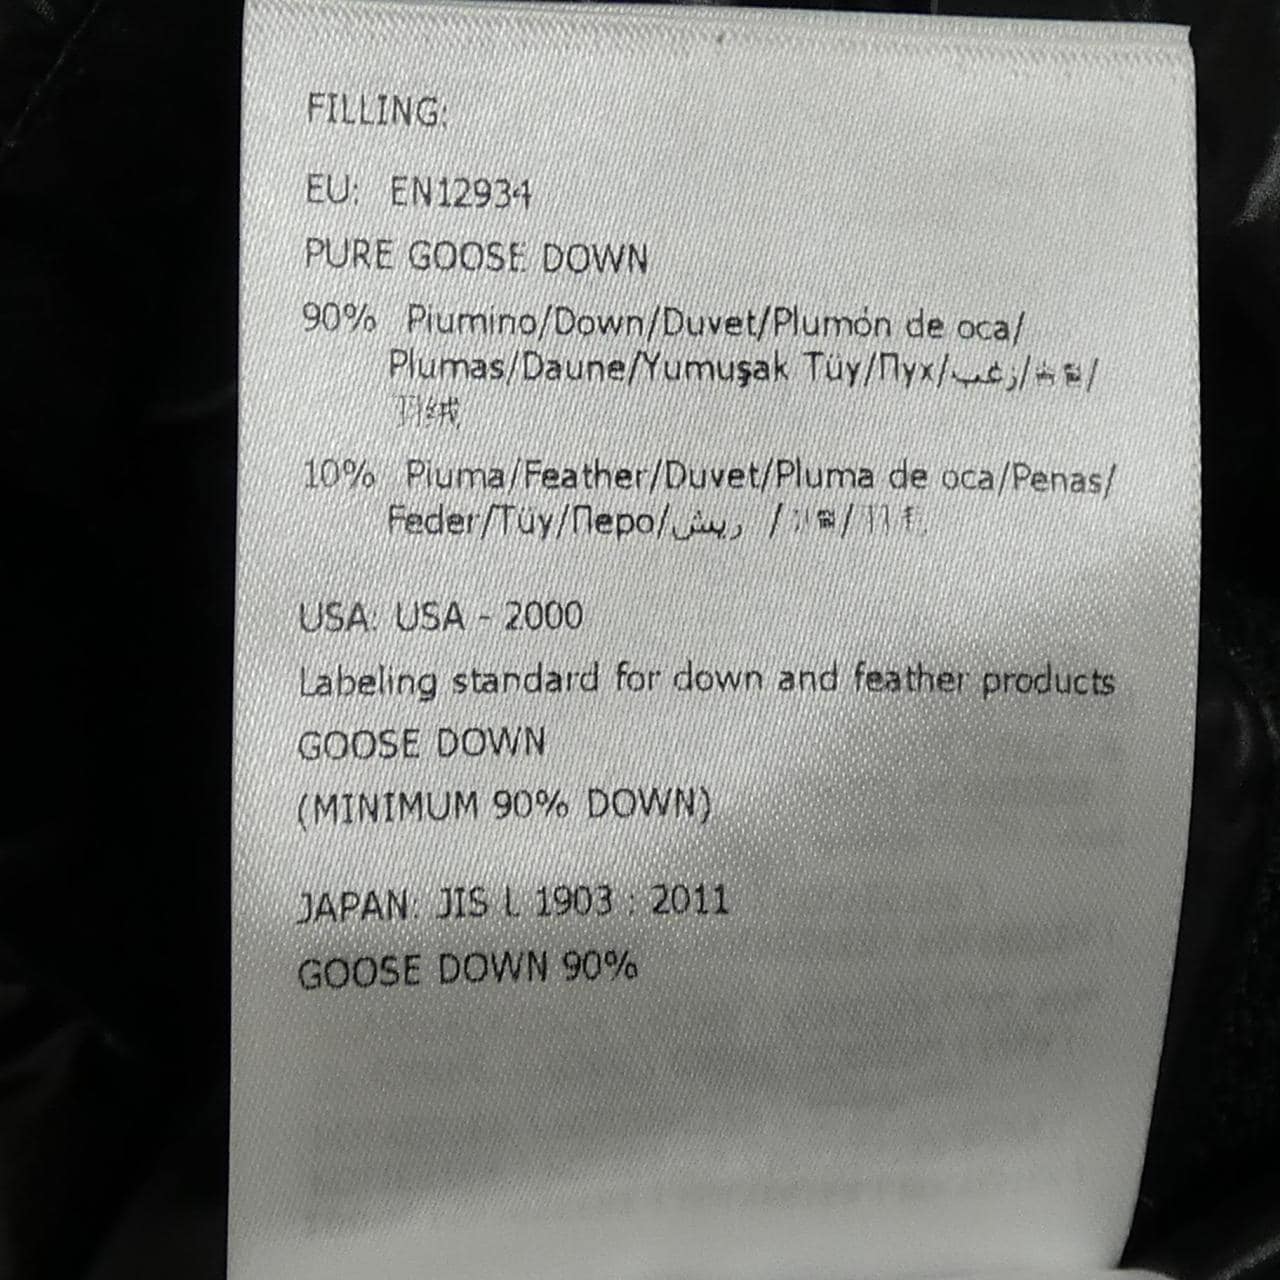 FILLING:
EU: EN12934
PURE GOOSE DOWN
90% Piumino/Down/Duvet/Plumón de oca/
Plumas/Daune/Yumuşak Tüy/Пух/زغب/
羽绒
10% Piuma/Feather/Duvet/Pluma de oca/Penas/
Feder/Tüy/Перо/ريش /
USA: USA - 2000
Labeling standard for down and feather products
GOOSE DOWN
(MINIMUM 90% DOWN)
JAPAN: JIS L 1903 : 2011
GOOSE DOWN 90%